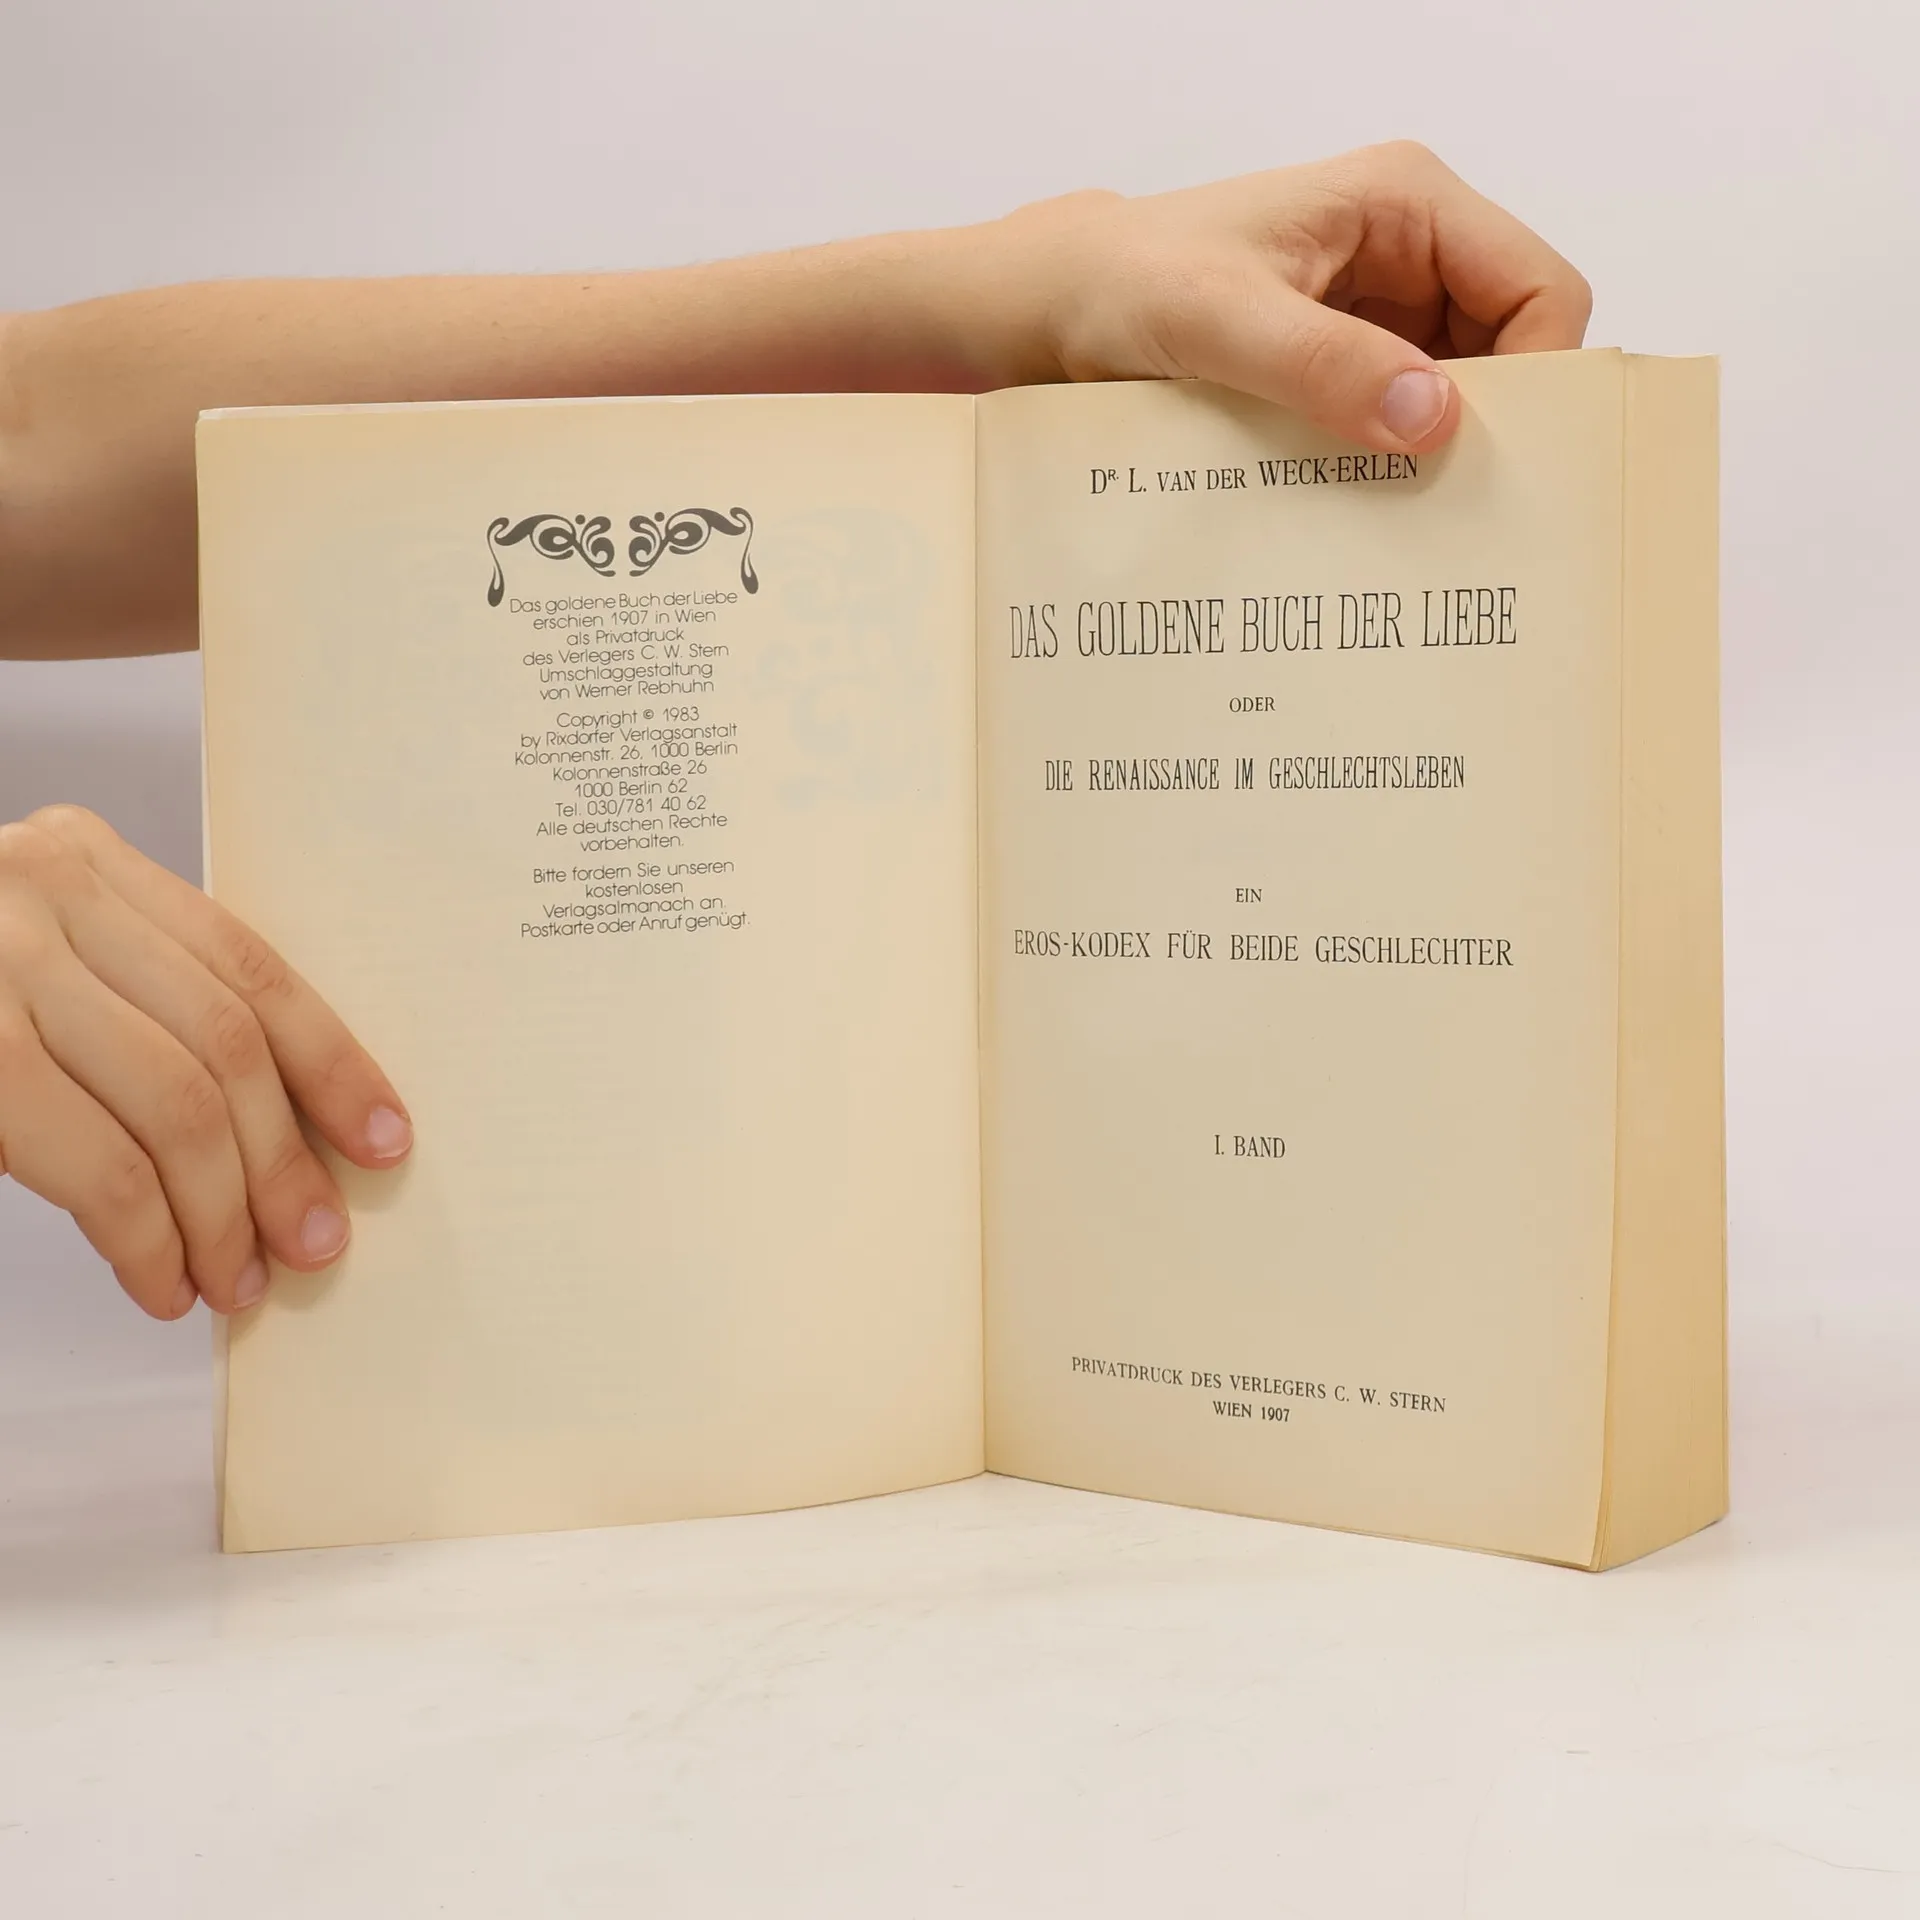 Das goldene Buch der Liebe
erschien 1907 in Wien
als Privatdruck
des Verlegers C. W. Stern
Umschlaggestaltung
von Werner Rebhuhn
Copyright © 1983
by Rixdorfer Verlagsanstalt
Kolonnenstr. 26, 1000 Berlin
Kolonnenstraße 26
1000 Berlin 62
Tel. 030/781 40 62
Alle deutschen Rechte
vorbehalten.
Bitte fordern Sie unseren
kostenlosen
Verlagsalmanach an.
Postkarte oder Anruf genügt.
DR. L. VAN DER WECK-ERLEN
DAS GOLDENE BUCH DER LIEBE
ODER
DIE RENAISSANCE IM GESCHLECHTSLEBEN
EIN
EROS-KODEX FÜR BEIDE GESCHLECHTER
I. BAND
PRIVATDRUCK DES VERLEGERS C. W. STERN
WIEN 1907